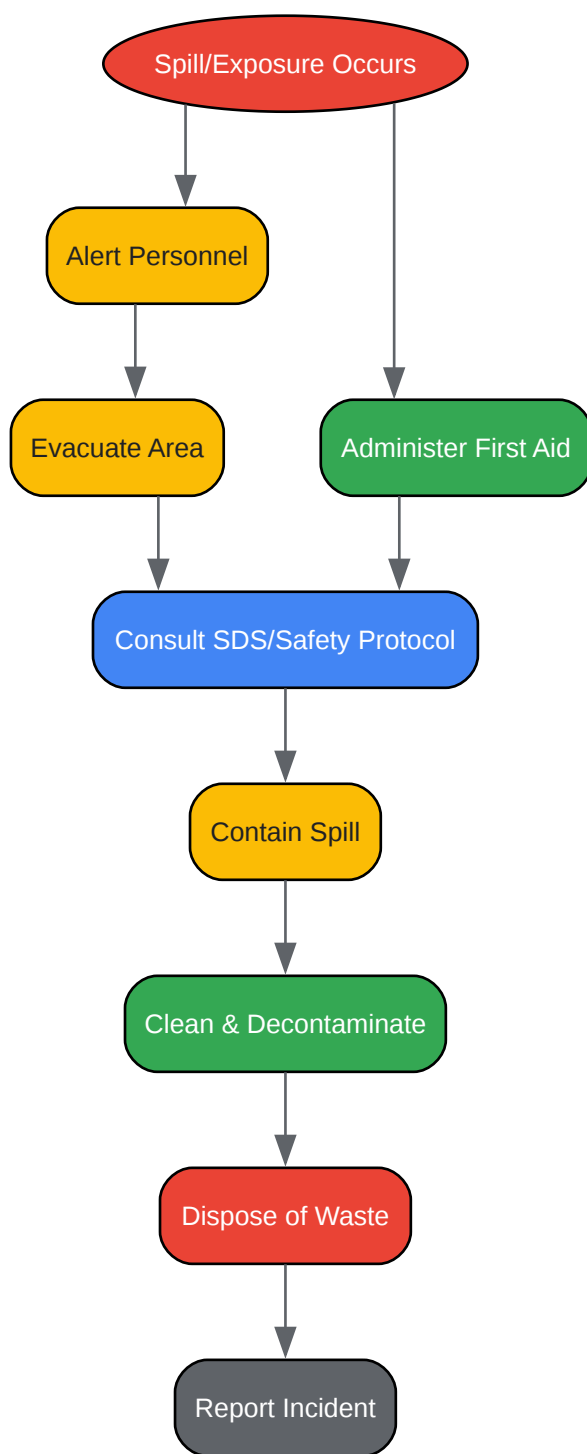 Spill/Exposure Occurs
Alert Personnel
Evacuate Area
Administer First Aid
Consult SDS/Safety Protocol
Contain Spill
Clean & Decontaminate
Dispose of Waste
Report Incident